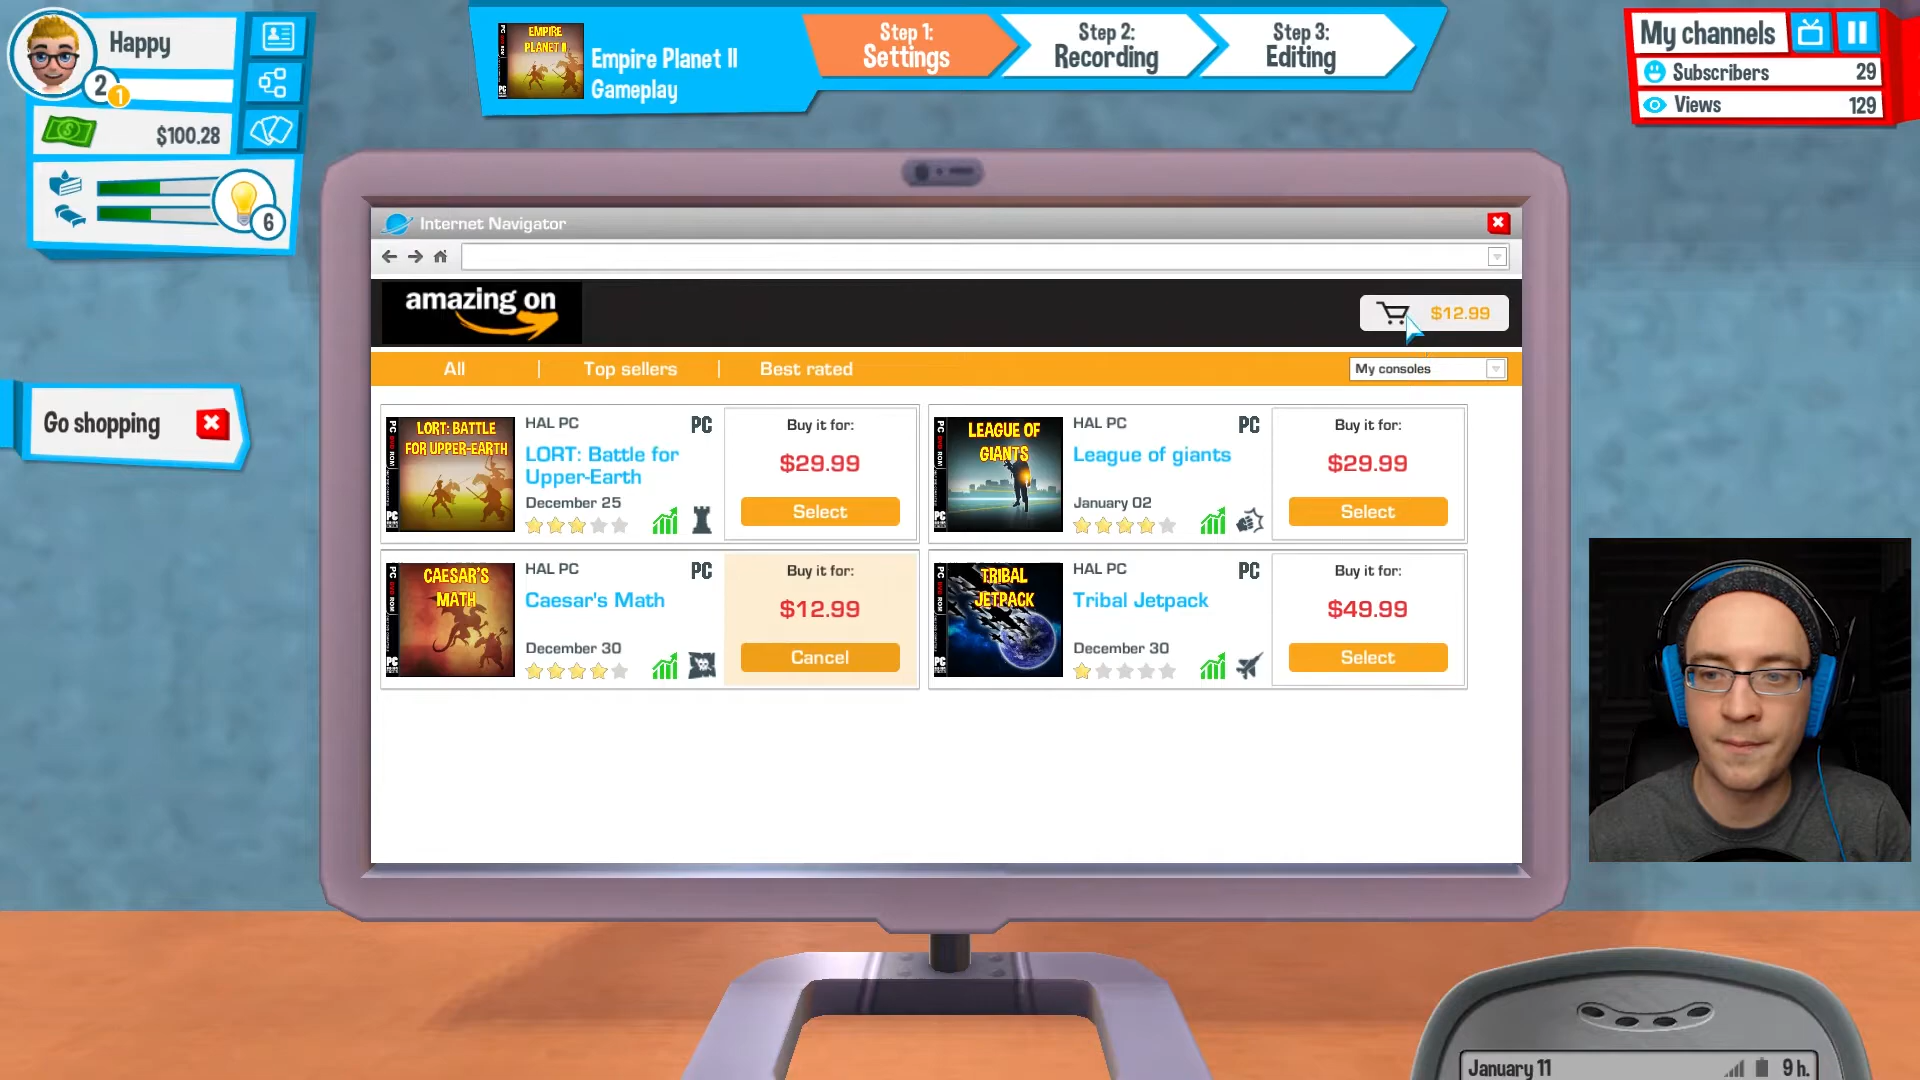 Happy
2
1
$100.28
6
EMPIRE
PLANET II
Empire Planet II
Gameplay
Step 1:
Settings
Step 2:
Recording
Step 3:
Editing
My channels
Subscribers 29
Views 129
Go shopping
Internet Navigator
amazing on
$12.99
All
Top sellers
Best rated
My consoles
LORT: BATTLE
FOR UPPER-EARTH
HAL PC
PC
LORT: Battle for
Upper-Earth
December 25
Buy it for:
$29.99
Select
LEAGUE OF
GIANTS
HAL PC
PC
League of giants
January 02
Buy it for:
$29.99
Select
CAESAR'S
MATH
HAL PC
PC
Caesar's Math
December 30
Buy it for:
$12.99
Cancel
TRIBAL
JETPACK
HAL PC
PC
Tribal Jetpack
December 30
Buy it for:
$49.99
Select
January 11
9 h.